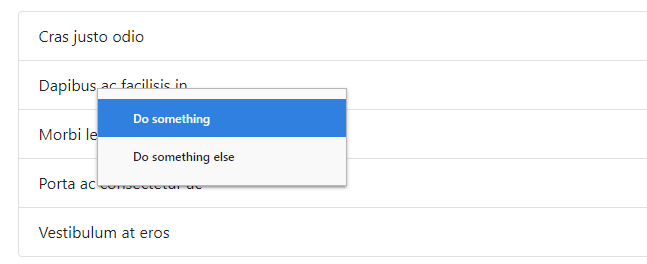 Cras justo odio
Dapibus ac facilisis in
Do something
Morbi le
Do something else
Porta ac consectetur ac
Vestibulum at eros